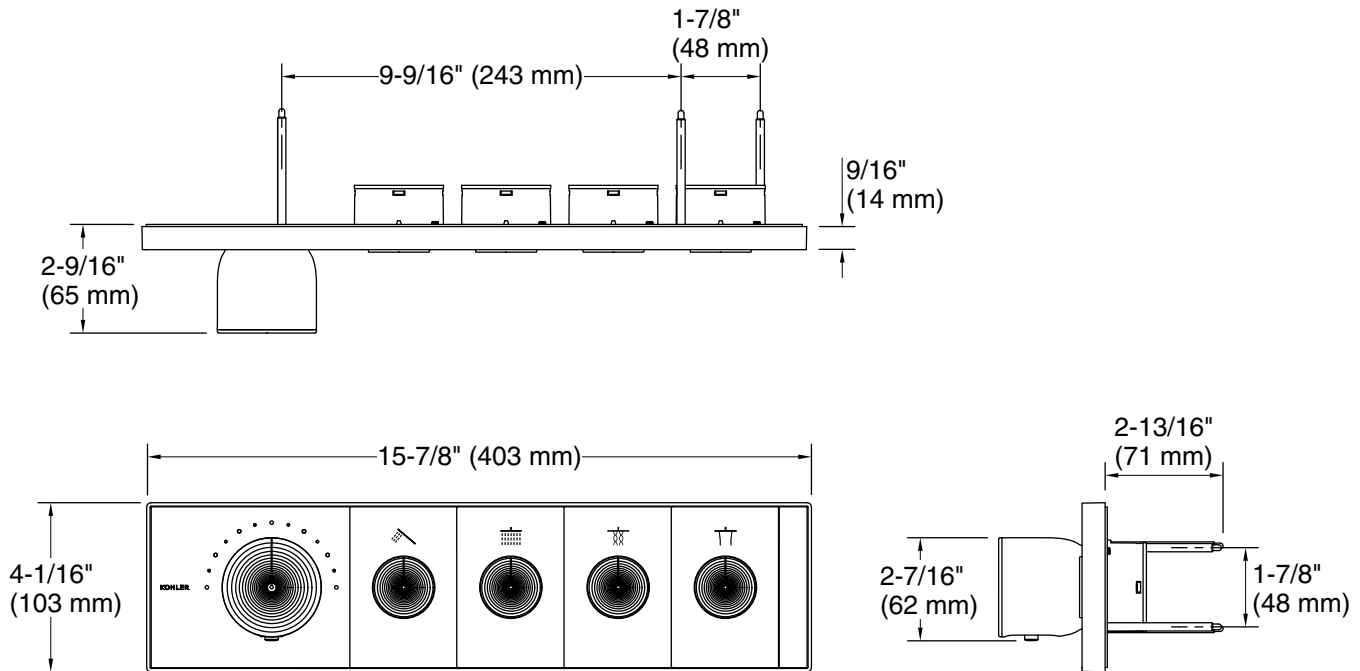 1-7/8"
(48 mm)
9-9/16" (243 mm)
9/16"
(14 mm)
2-9/16"
(65 mm)
15-7/8" (403 mm)
2-13/16"
(71 mm)
4-1/16"
(103 mm)
KOHLER
2-7/16"
(62 mm)
1-7/8"
(48 mm)